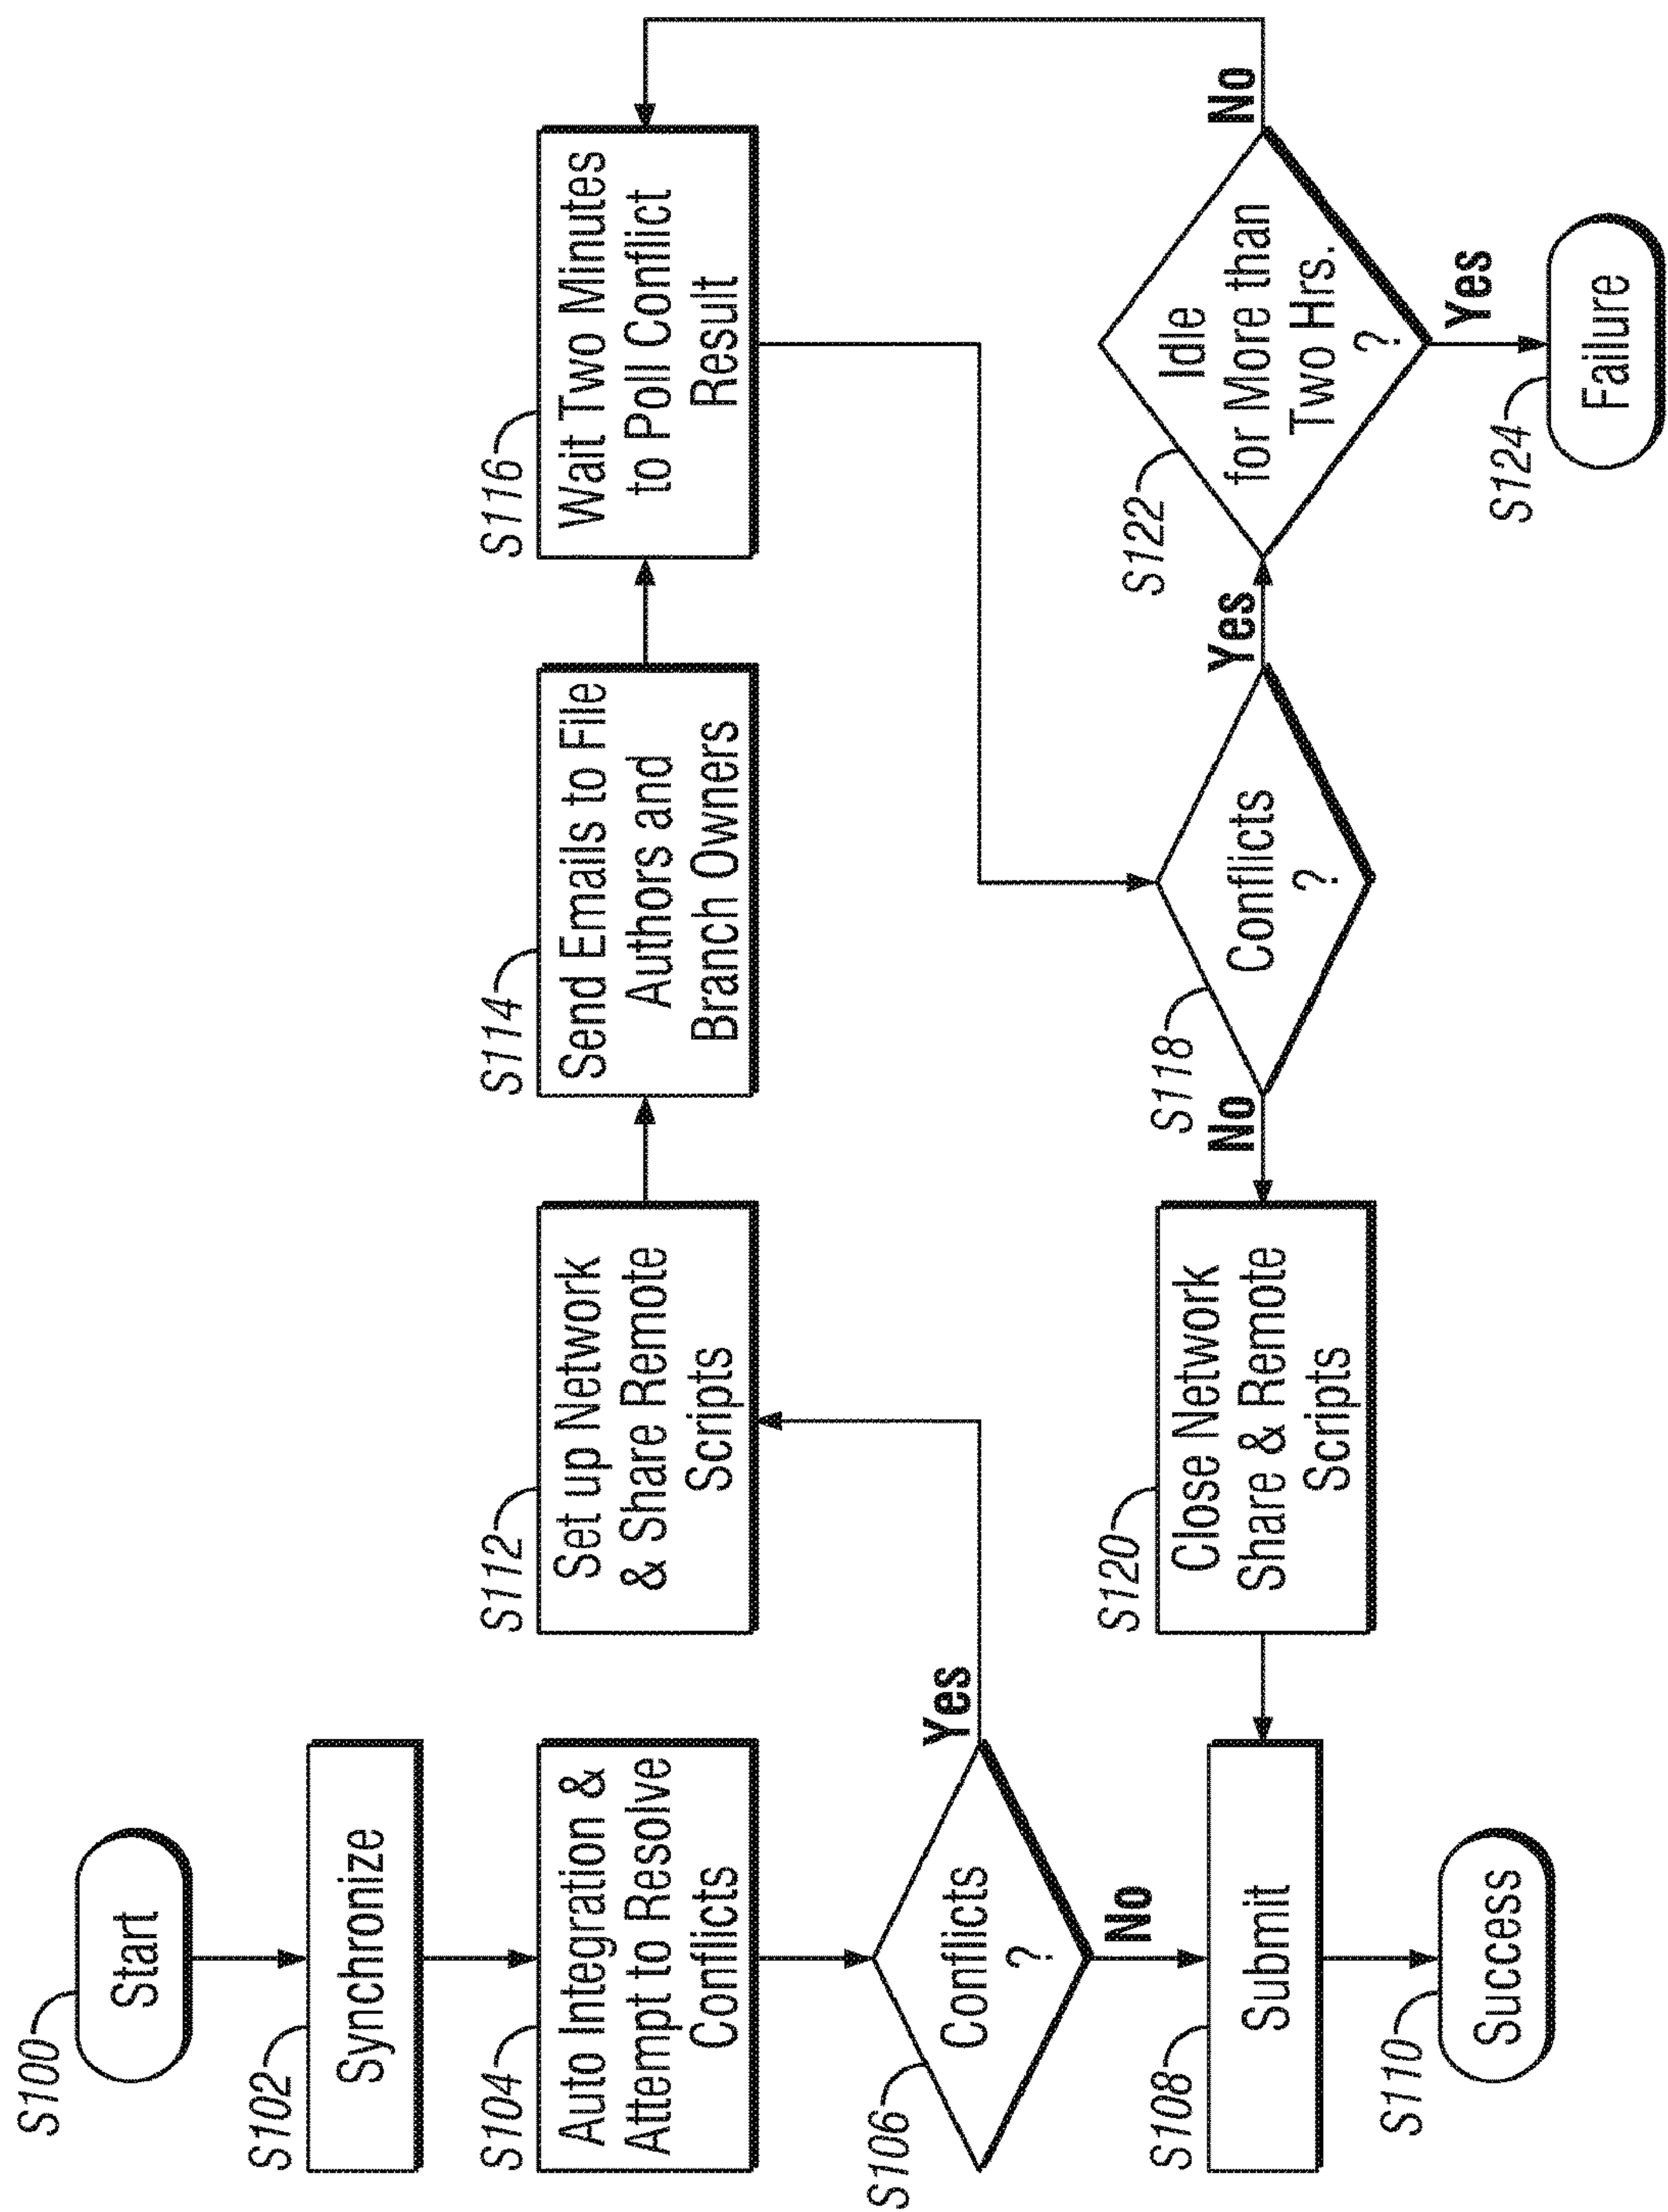 S100
Start
S102
Synchronize
S104
Auto Integration &
Attempt to Resolve
Conflicts
S106
Conflicts
?
Yes
No
S108
Submit
S110
Success
S112
Set up Network
& Share Remote
Scripts
S114
Send Emails to File
Authors and
Branch Owners
S116
Wait Two Minutes
to Poll Conflict
Result
S118
Conflicts
?
No
Yes
S120
Close Network
Share & Remote
Scripts
S122
Idle
for More than
Two Hrs.
?
No
Yes
S124
Failure